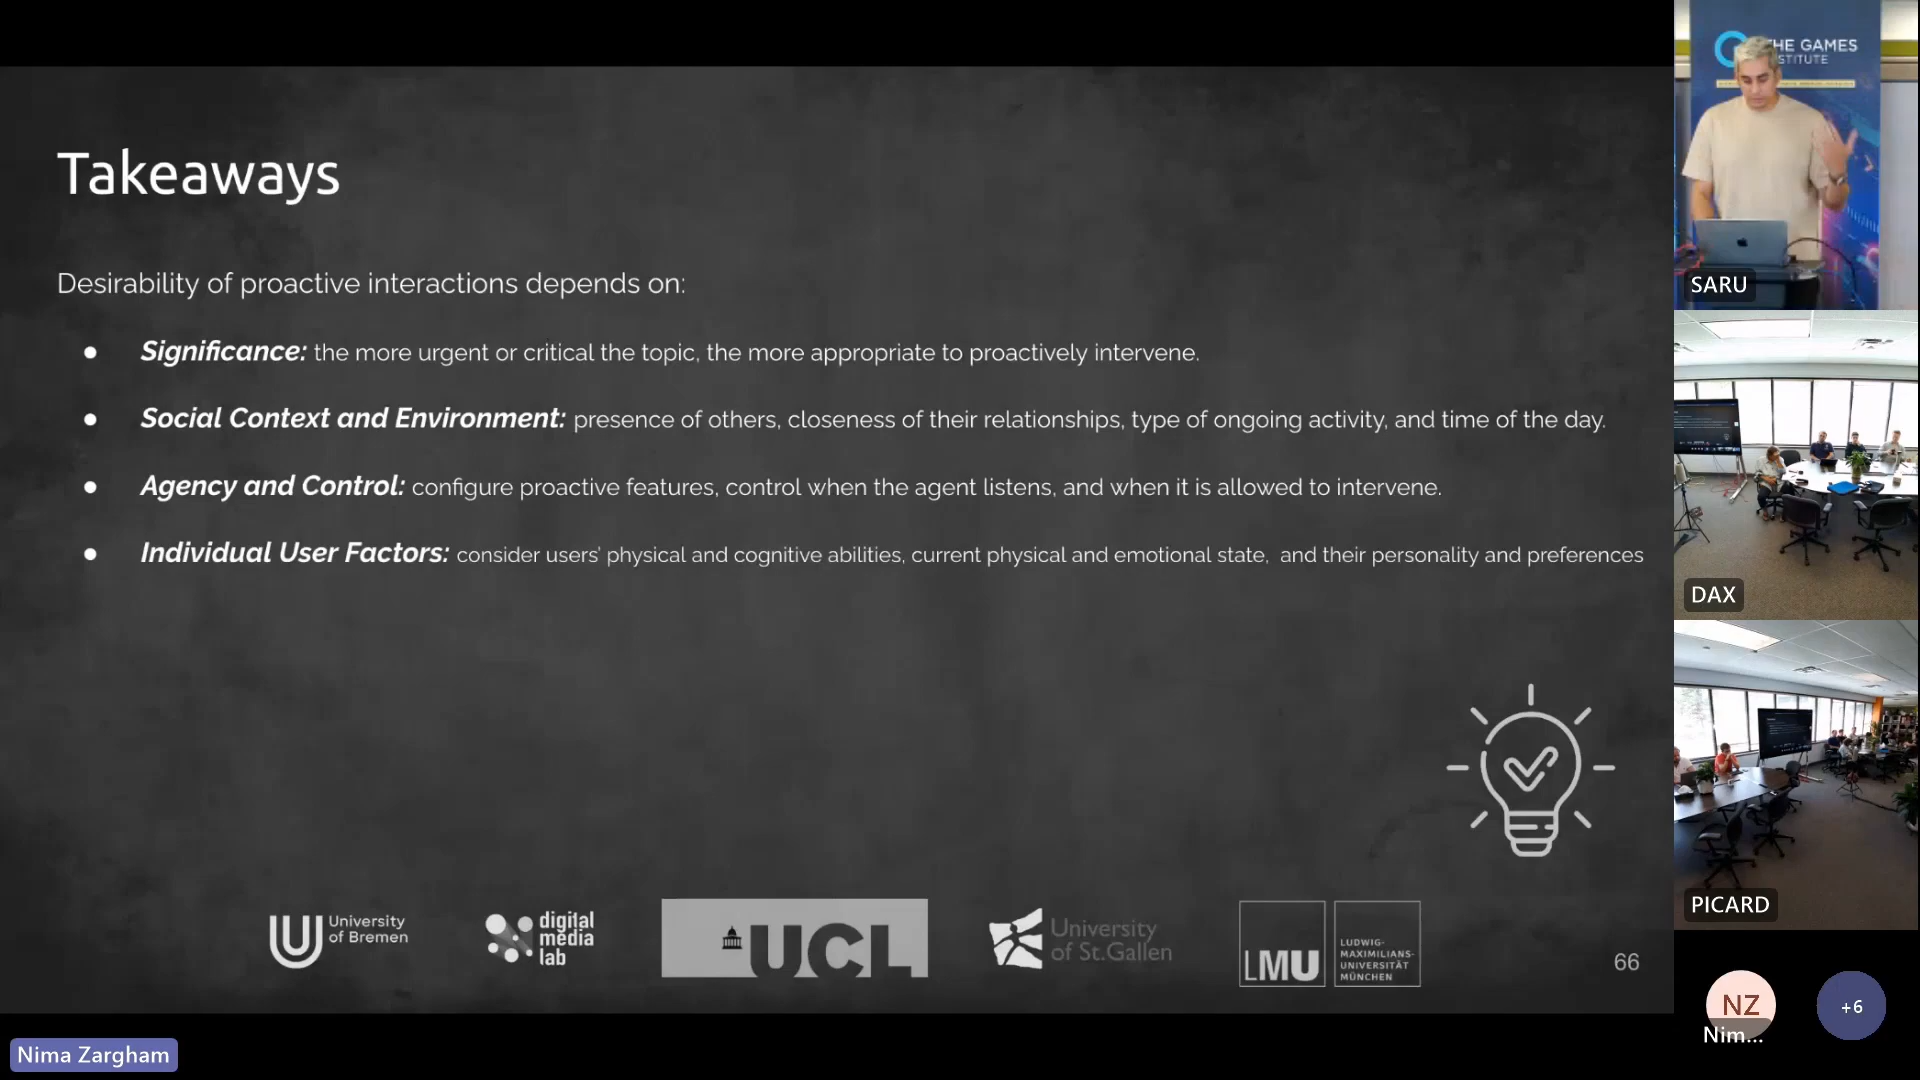 Takeaways
Desirability of proactive interactions depends on:
● Significance: the more urgent or critical the topic, the more appropriate to proactively intervene.
● Social Context and Environment: presence of others, closeness of their relationships, type of ongoing activity, and time of the day.
● Agency and Control: configure proactive features, control when the agent listens, and when it is allowed to intervene.
● Individual User Factors: consider users' physical and cognitive abilities, current physical and emotional state, and their personality and preferences
University
of Bremen
digital
media
lab
UCL
University
of St.Gallen
LMU
LUDWIG-
MAXIMILIANS-
UNIVERSITÄT
MÜNCHEN
66
Nima Zargham
HE GAMES
STITUTE
SARU
DAX
PICARD
NZ
Nim...
+6